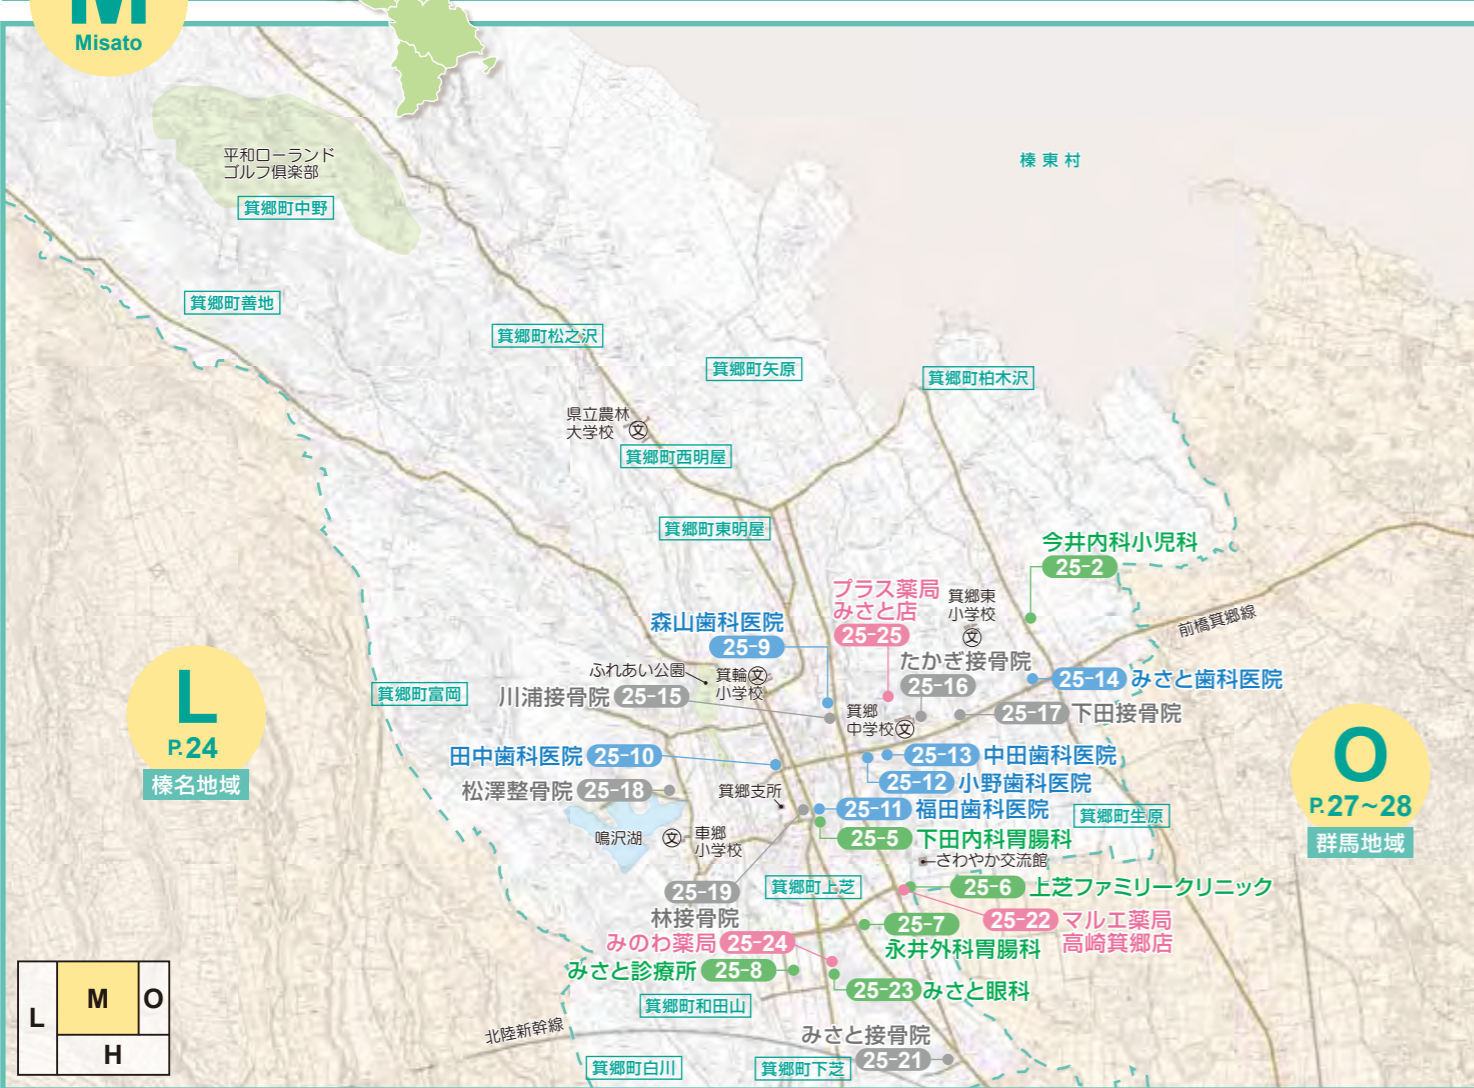 M
Misato
平和ローランド
ゴルフ倶楽部
箕郷町中野
榛東村
箕郷町善地
箕郷町松之沢
箕郷町矢原
箕郷町柏木沢
県立農林
大学校 文
箕郷町西明屋
箕郷町東明屋
今井内科小児科
25-2
プラス薬局
みさと店
25-25
箕郷東
小学校
文
前橋箕郷線
森山歯科医院
25-9
たかぎ接骨院
25-16
ふれあい公園
箕輪文
小学校
25-14 みさと歯科医院
箕郷町富岡
川浦接骨院 25-15
箕郷
中学校文
25-17 下田接骨院
L
P.24
榛名地域
田中歯科医院 25-10
25-13 中田歯科医院
松澤整骨院 25-18
25-12 小野歯科医院
箕郷支所
25-11 福田歯科医院
箕郷町生原
O
P.27~28
群馬地域
鳴沢湖
文 車郷
小学校
25-5 下田内科胃腸科
さわやか交流館
25-19
林接骨院
箕郷町上芝
25-6 上芝ファミリークリニック
25-22 マルエ薬局
高崎箕郷店
25-7
永井外科胃腸科
みのわ薬局 25-24
みさと診療所 25-8
25-23 みさと眼科
箕郷町和田山
北陸新幹線
みさと接骨院
25-21
箕郷町白川
箕郷町下芝
L
M
O
H